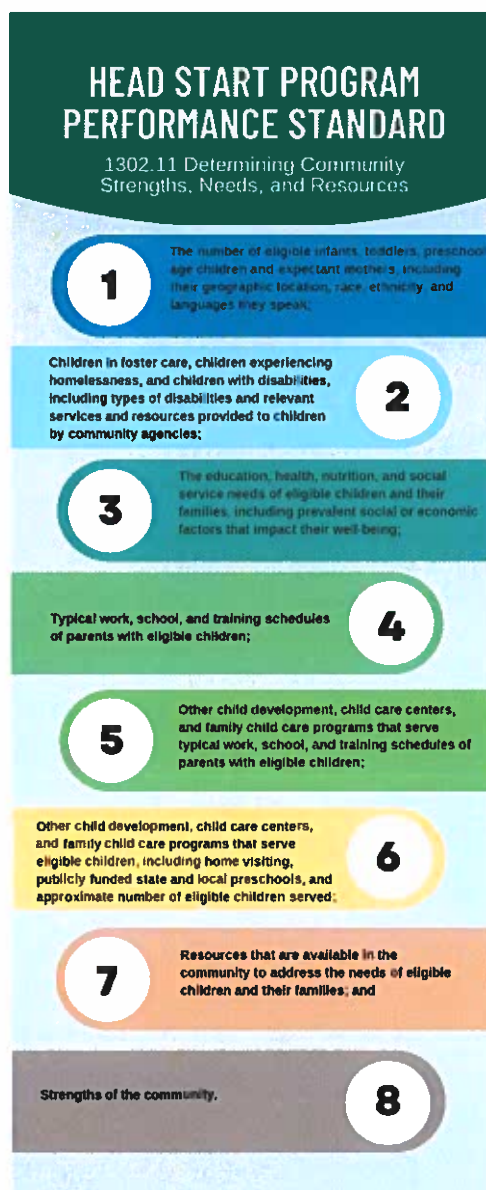 HEAD START PROGRAM
PERFORMANCE STANDARD
1302.11 Determining Community
Strengths, Needs, and Resources
1
The number of eligible infants, toddlers, preschool
age children and expectant mothers, including
their geographic location, race, ethnicity, and
languages they speak;
Children in foster care, children experiencing
homelessness, and children with disabilities,
including types of disabilities and relevant
services and resources provided to children
by community agencies;
2
3
The education, health, nutrition, and social
service needs of eligible children and their
families, including prevalent social or economic
factors that impact their well-being;
Typical work, school, and training schedules
of parents with eligible children;
4
5
Other child development, child care centers,
and family child care programs that serve
typical work, school, and training schedules of
parents with eligible children;
Other child development, child care centers,
and family child care programs that serve
eligible children, including home visiting,
publicly funded state and local preschools, and
approximate number of eligible children served;
6
7
Resources that are available in the
community to address the needs of eligible
children and their families; and
Strengths of the community.
8